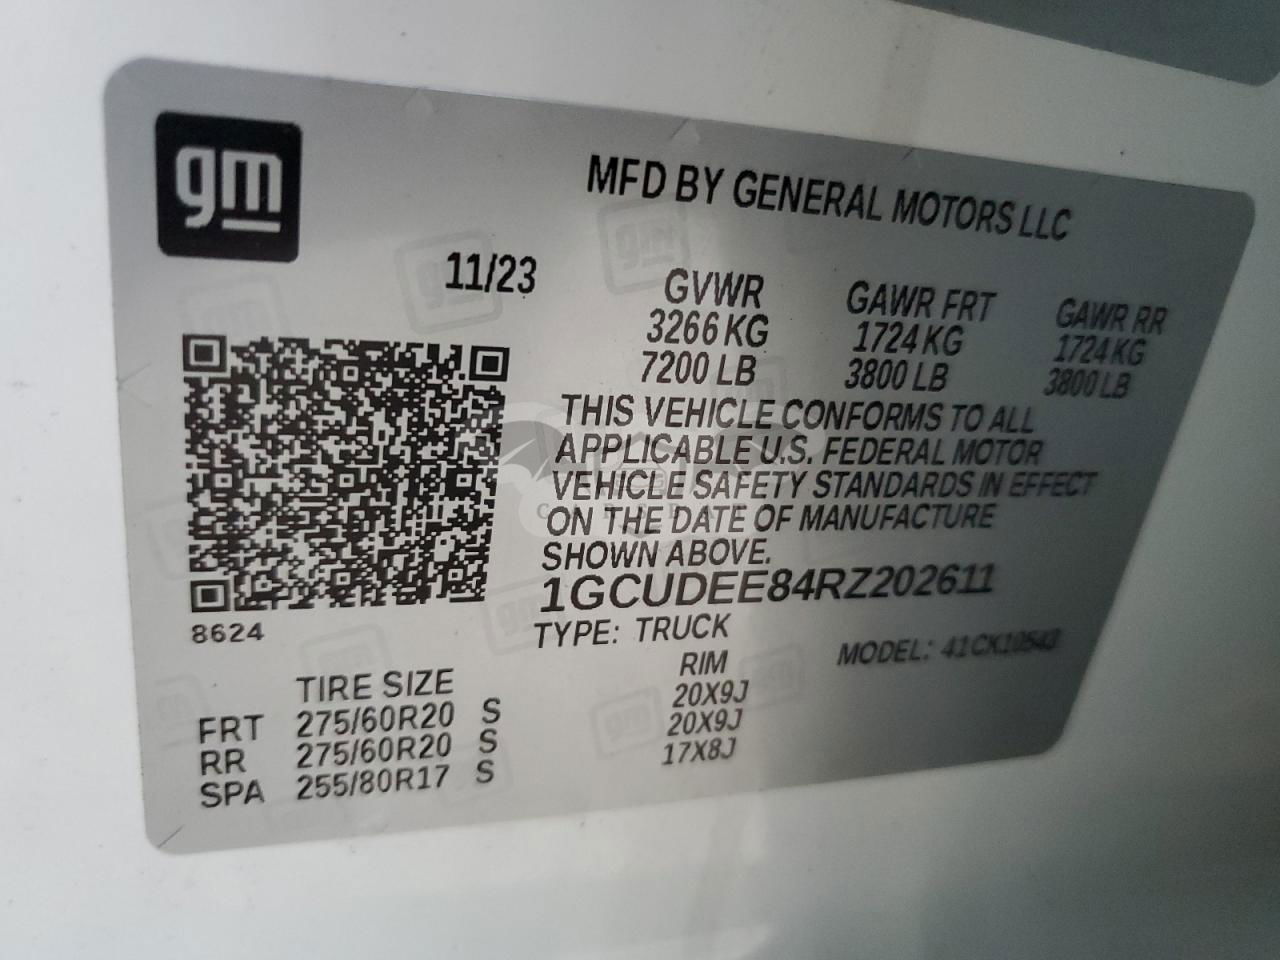 gm
MFD BY GENERAL MOTORS LLC
11/23
GVWR GAWR FRT GAWR RR
3266 KG 1724 KG 1724 KG
7200 LB 3800 LB 3800 LB
THIS VEHICLE CONFORMS TO ALL
APPLICABLE U.S. FEDERAL MOTOR
VEHICLE SAFETY STANDARDS IN EFFECT
ON THE DATE OF MANUFACTURE
SHOWN ABOVE.
1GCUDEE84RZ202611
8624
TYPE: TRUCK MODEL: 41CK10543
TIRE SIZE RIM
FRT 275/60R20 S 20X9J
RR 275/60R20 S 20X9J
SPA 255/80R17 S 17X8J